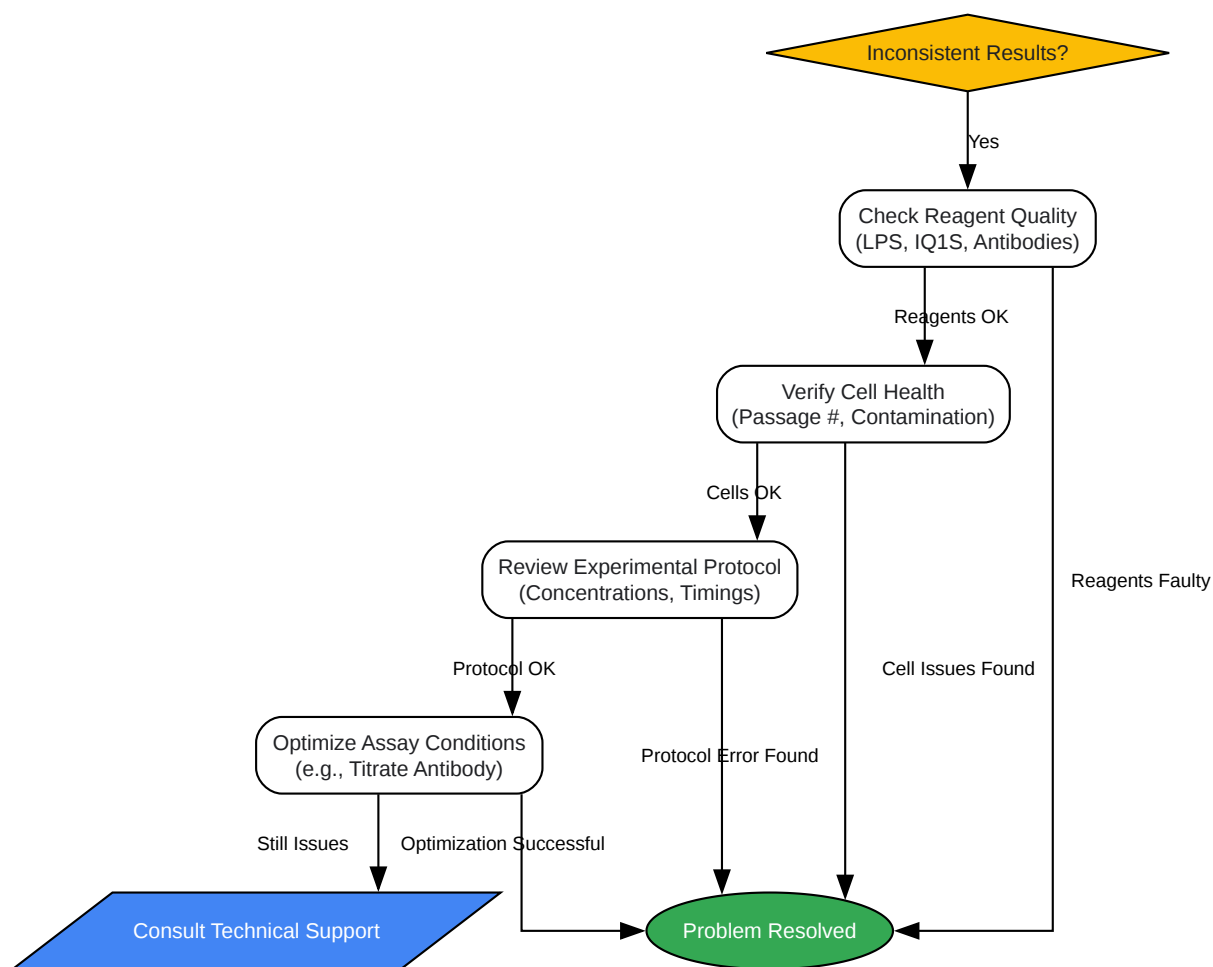 Inconsistent Results?
Yes
Check Reagent Quality
(LPS, IQ1S, Antibodies)
Reagents OK
Verify Cell Health
(Passage #, Contamination)
Cells OK
Review Experimental Protocol
(Concentrations, Timings)
Reagents Faulty
Protocol OK
Cell Issues Found
Optimize Assay Conditions
(e.g., Titrate Antibody)
Protocol Error Found
Still Issues
Optimization Successful
Consult Technical Support
Problem Resolved